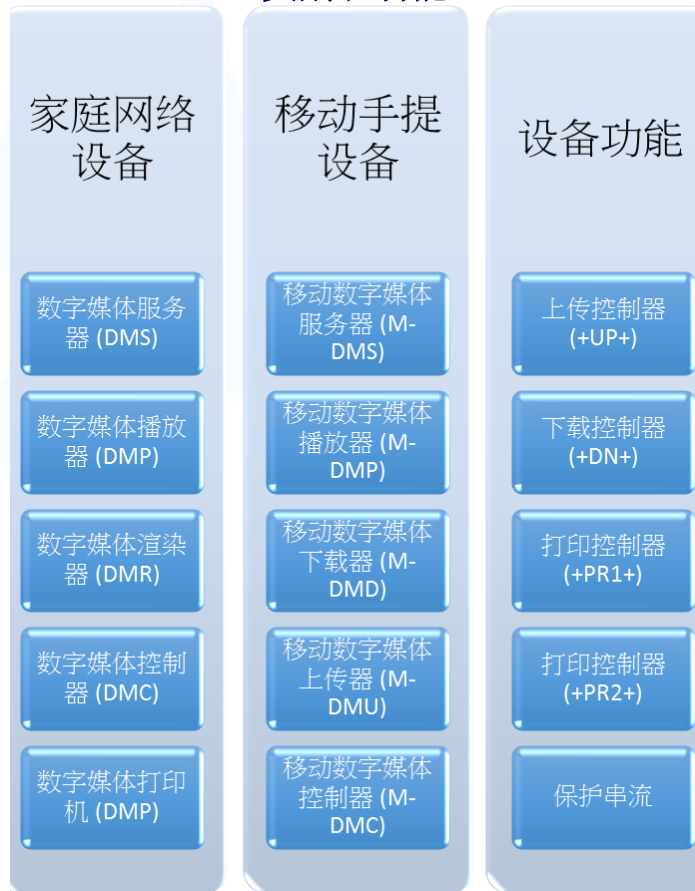 家庭网络
设备
数字媒体服务
器 (DMS)
数字媒体播放
器 (DMP)
数字媒体渲染
器 (DMR)
数字媒体控制
器 (DMC)
数字媒体打印
机 (DMP)
移动手提
设备
移动数字媒体
服务器 (M-
DMS)
移动数字媒体
播放器 (M-
DMP)
移动数字媒体
下载器 (M-
DMD)
移动数字媒体
上传器 (M-
DMU)
移动数字媒体
控制器 (M-
DMC)
设备功能
上传控制器
(+UP+)
下载控制器
(+DN+)
打印控制器
(+PR1+)
打印控制器
(+PR2+)
保护串流